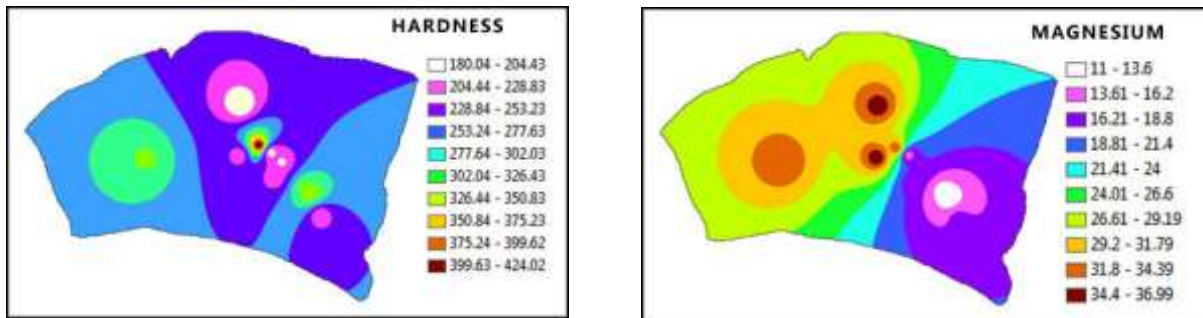 HARDNESS
180.04 - 204.43
204.44 - 228.83
228.84 - 253.23
253.24 - 277.63
277.64 - 302.03
302.04 - 326.43
326.44 - 350.83
350.84 - 375.23
375.24 - 399.62
399.63 - 424.02
MAGNESIUM
11 - 13.6
13.61 - 16.2
16.21 - 18.8
18.81 - 21.4
21.41 - 24
24.01 - 26.6
26.61 - 29.19
29.2 - 31.79
31.8 - 34.39
34.4 - 36.99